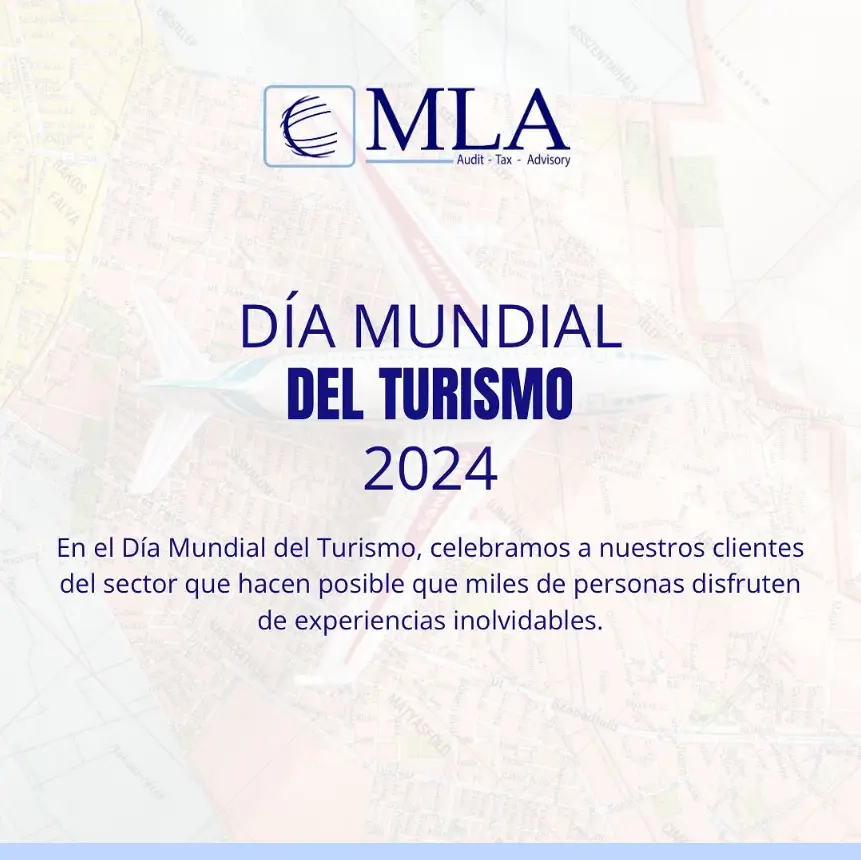 MLA
Audit - Tax - Advisory
DÍA MUNDIAL
DEL TURISMO
2024
En el Día Mundial del Turismo, celebramos a nuestros clientes
del sector que hacen posible que miles de personas disfruten
de experiencias inolvidables.